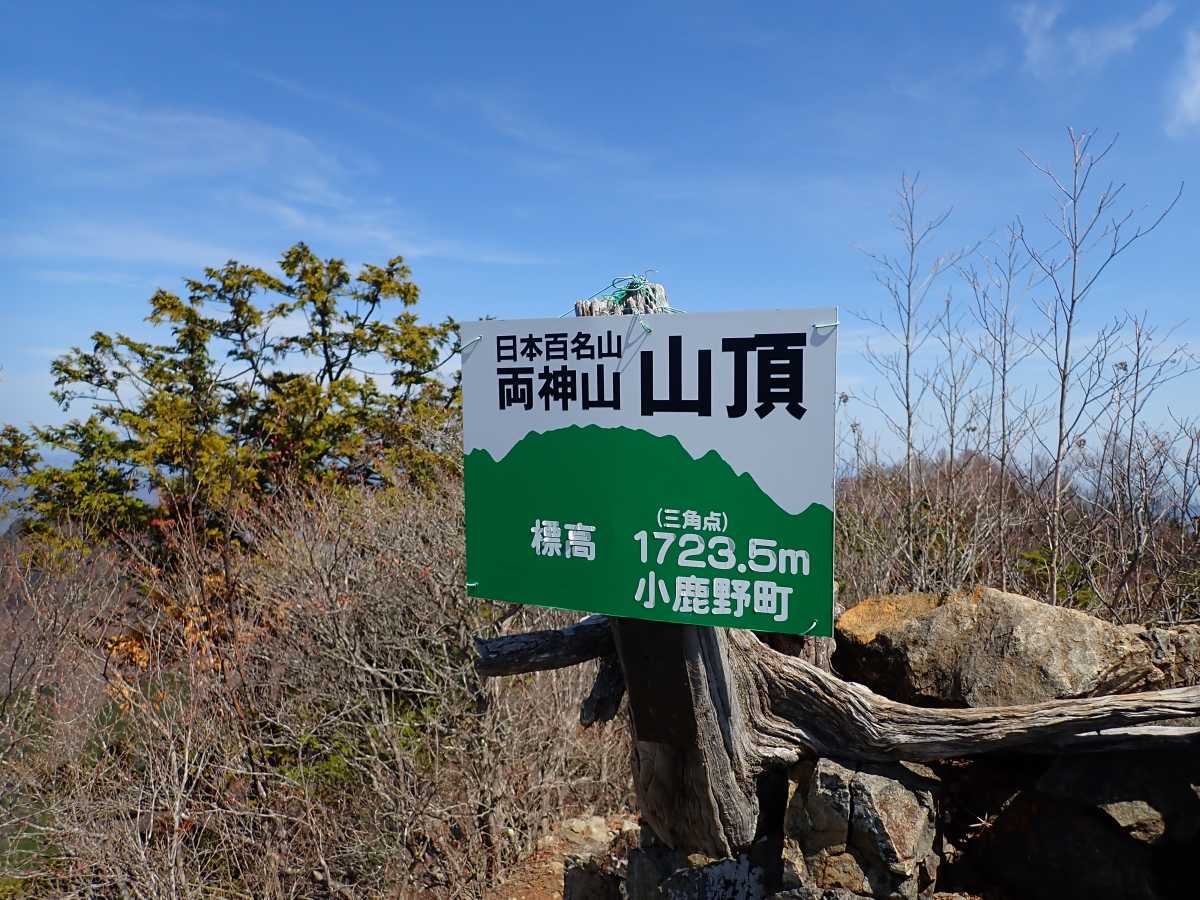 日本百名山
両神山 山頂
(三角点)
標高 1723.5m
小鹿野町